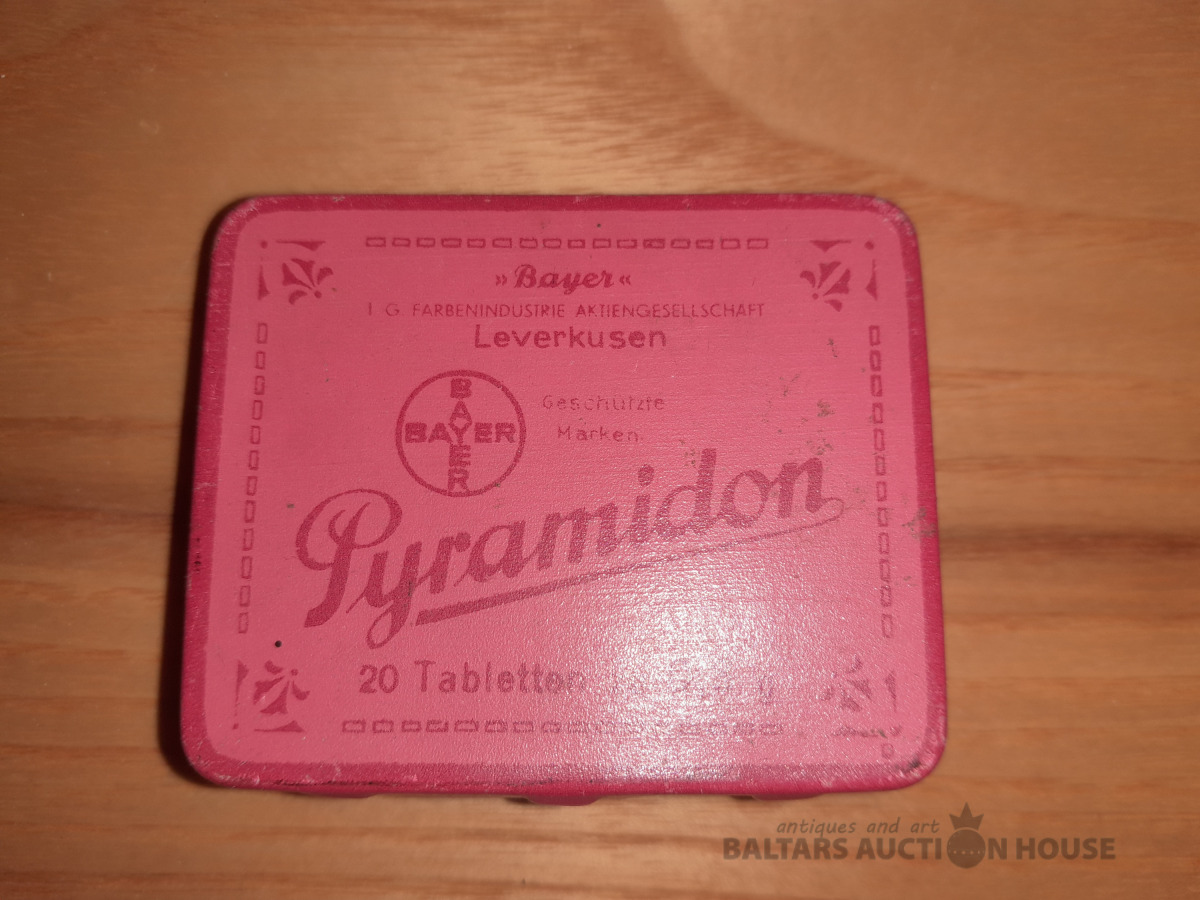 »Bayer«
I. G. FARBENINDUSTRIE AKTIENGESELLSCHAFT
Leverkusen
BAYER
BAYER
Geschützte
Marken
Pyramidon
20 Tabletten
antiques and art
BALTARS AUCTION HOUSE